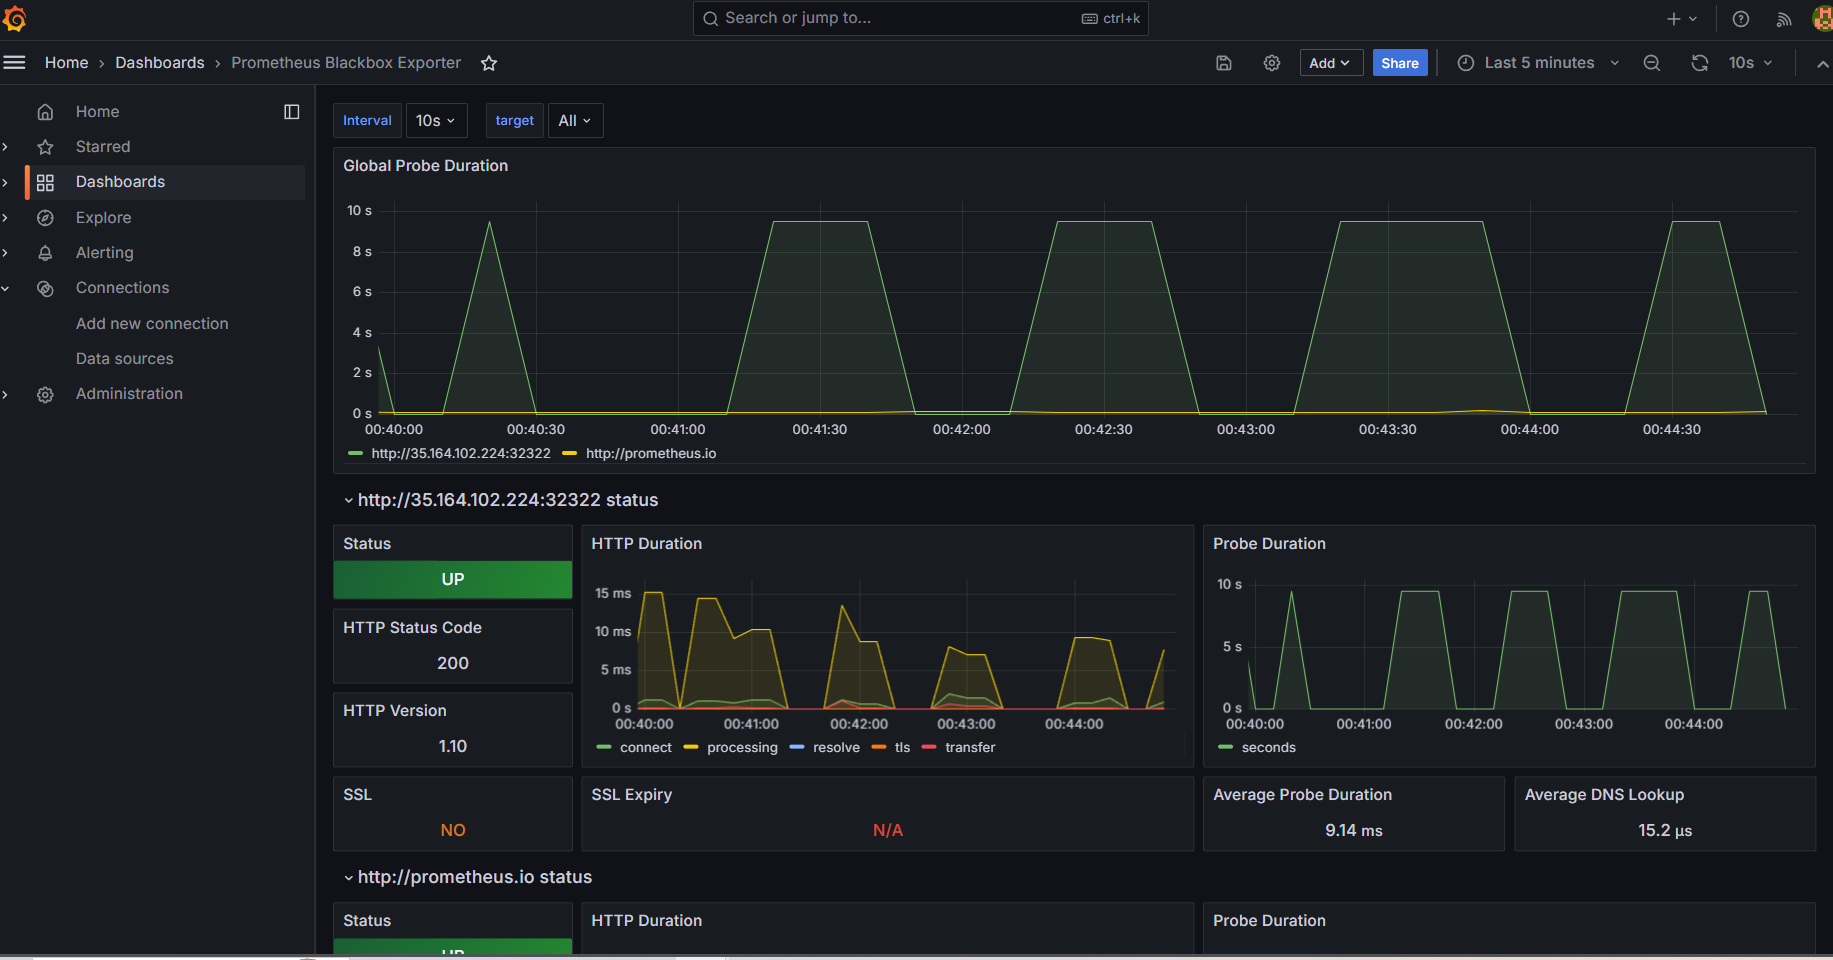 Search or jump to... ctrl+k
Home › Dashboards › Prometheus Blackbox Exporter Add Share Last 5 minutes 10s
Home
Starred
Dashboards
Explore
Alerting
Connections
Add new connection
Data sources
Administration
Interval 10s target All
Global Probe Duration
10 s
8 s
6 s
4 s
2 s
0 s
00:40:00 00:40:30 00:41:00 00:41:30 00:42:00 00:42:30 00:43:00 00:43:30 00:44:00 00:44:30
http://35.164.102.224:32322 http://prometheus.io
http://35.164.102.224:32322 status
Status
UP
HTTP Status Code
200
HTTP Version
1.10
HTTP Duration
15 ms
10 ms
5 ms
0 s
00:40:00 00:41:00 00:42:00 00:43:00 00:44:00
connect processing resolve tls transfer
Probe Duration
10 s
5 s
0 s
00:40:00 00:41:00 00:42:00 00:43:00 00:44:00
seconds
SSL
NO
SSL Expiry
N/A
Average Probe Duration
9.14 ms
Average DNS Lookup
15.2 µs
http://prometheus.io status
Status
UP
HTTP Duration
Probe Duration